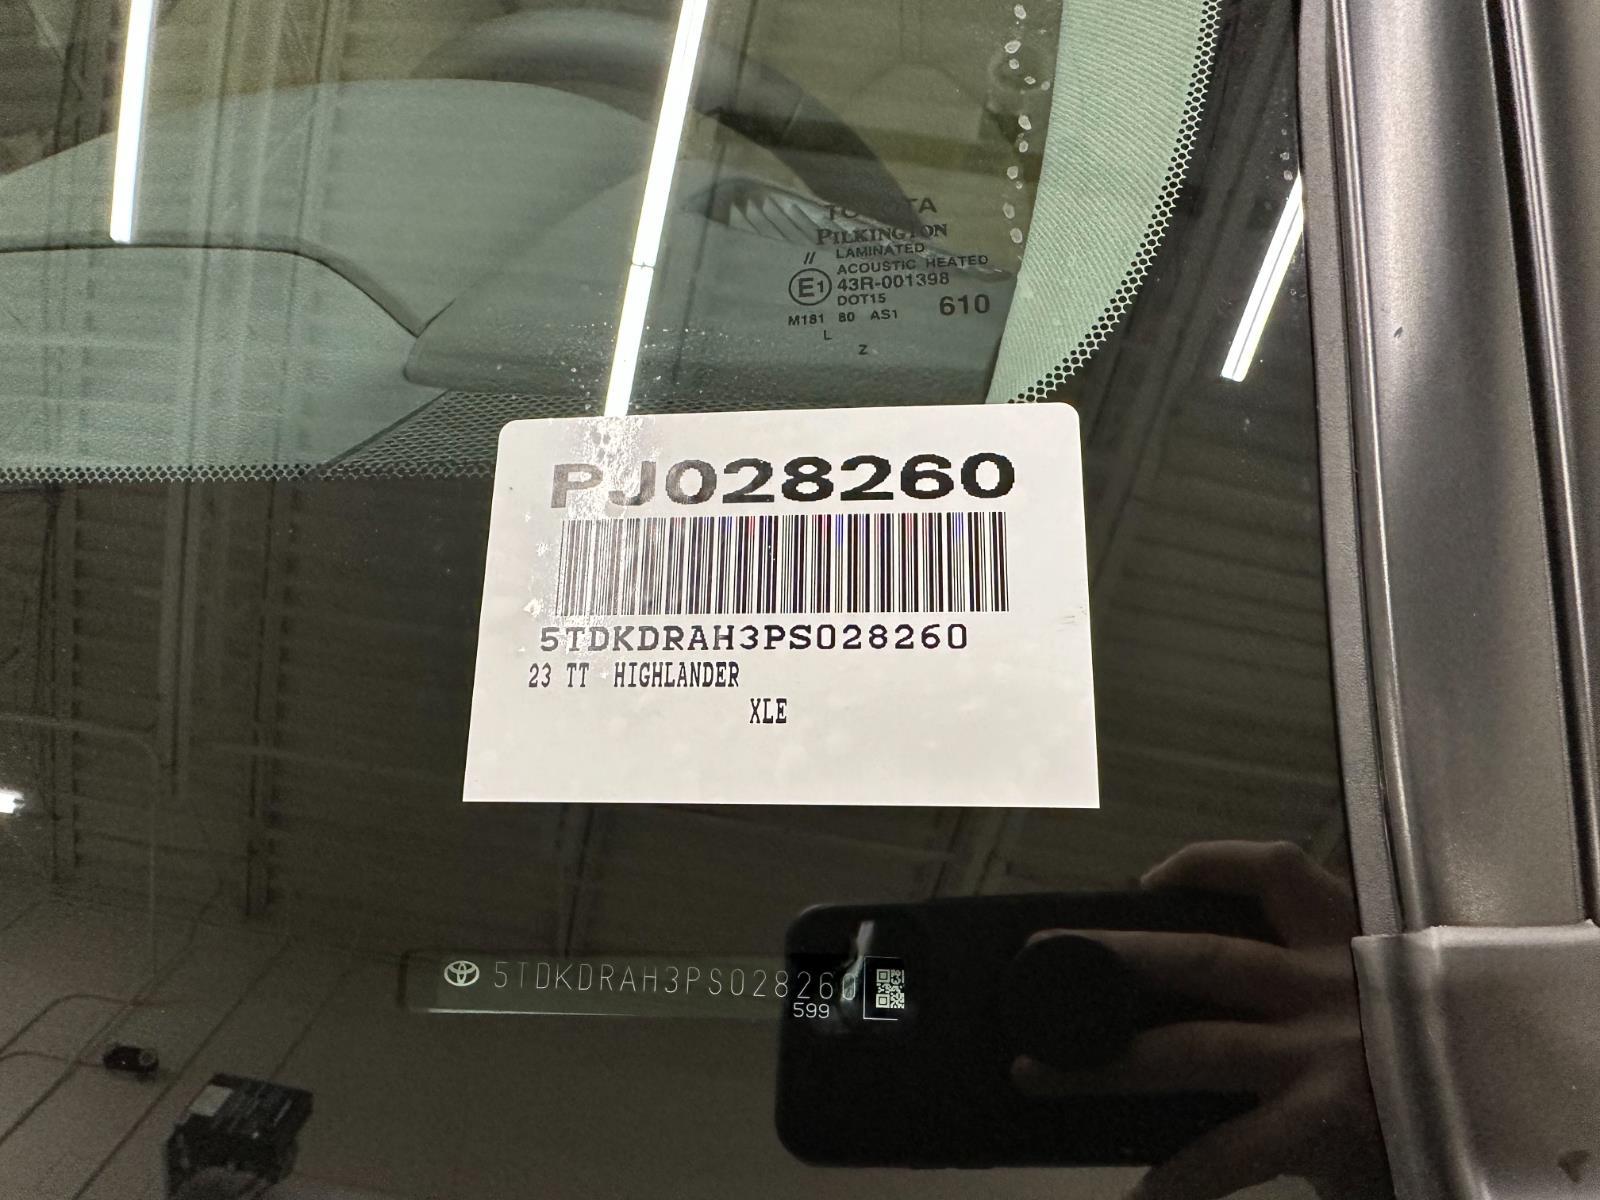 TOYOTA
PILKINGTON
// LAMINATED
ACOUSTIC HEATED
E1 43R-001398
DOT15
M181 80 AS1 610
L
Z
PJ028260
5TDKDRAH3PS028260
23 TT HIGHLANDER
XLE
5TDKDRAH3PS028260
599